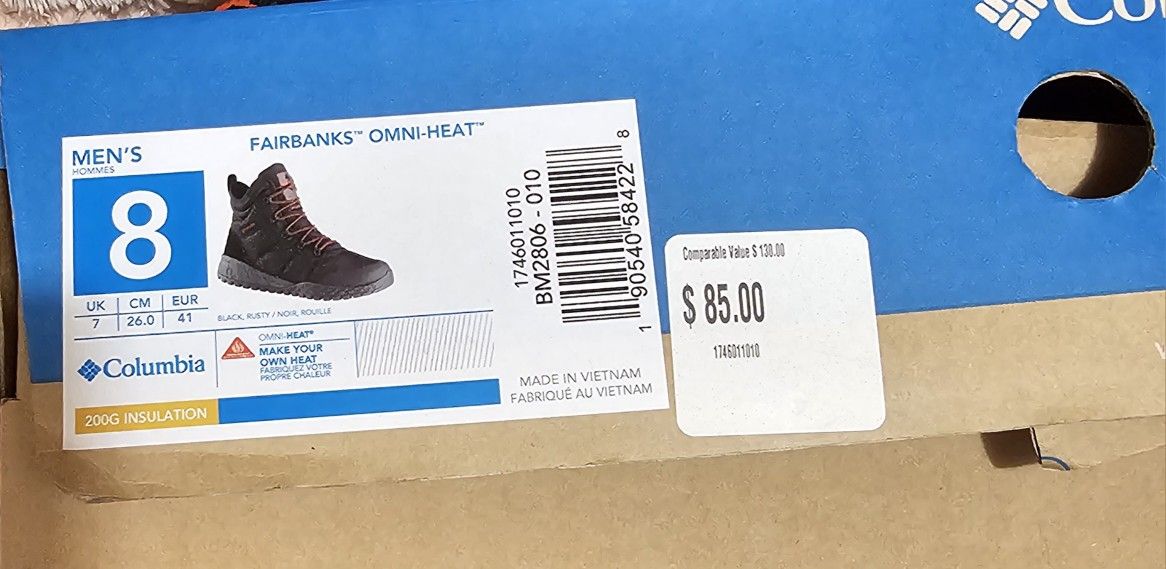 MEN'S
HOMMES
8
UK CM EUR
7 26.0 41
FAIRBANKS™ OMNI-HEAT™
BLACK, RUSTY / NOIR, ROUILLE
Columbia
OMNI-HEAT®
MAKE YOUR
OWN HEAT
FABRIQUEZ VOTRE
PROPRE CHALEUR
200G INSULATION
1746011010
BM2806 - 010
1 90540 58422 8
MADE IN VIETNAM
FABRIQUÉ AU VIETNAM
Comparable Value $ 130.00
$ 85.00
1746011010